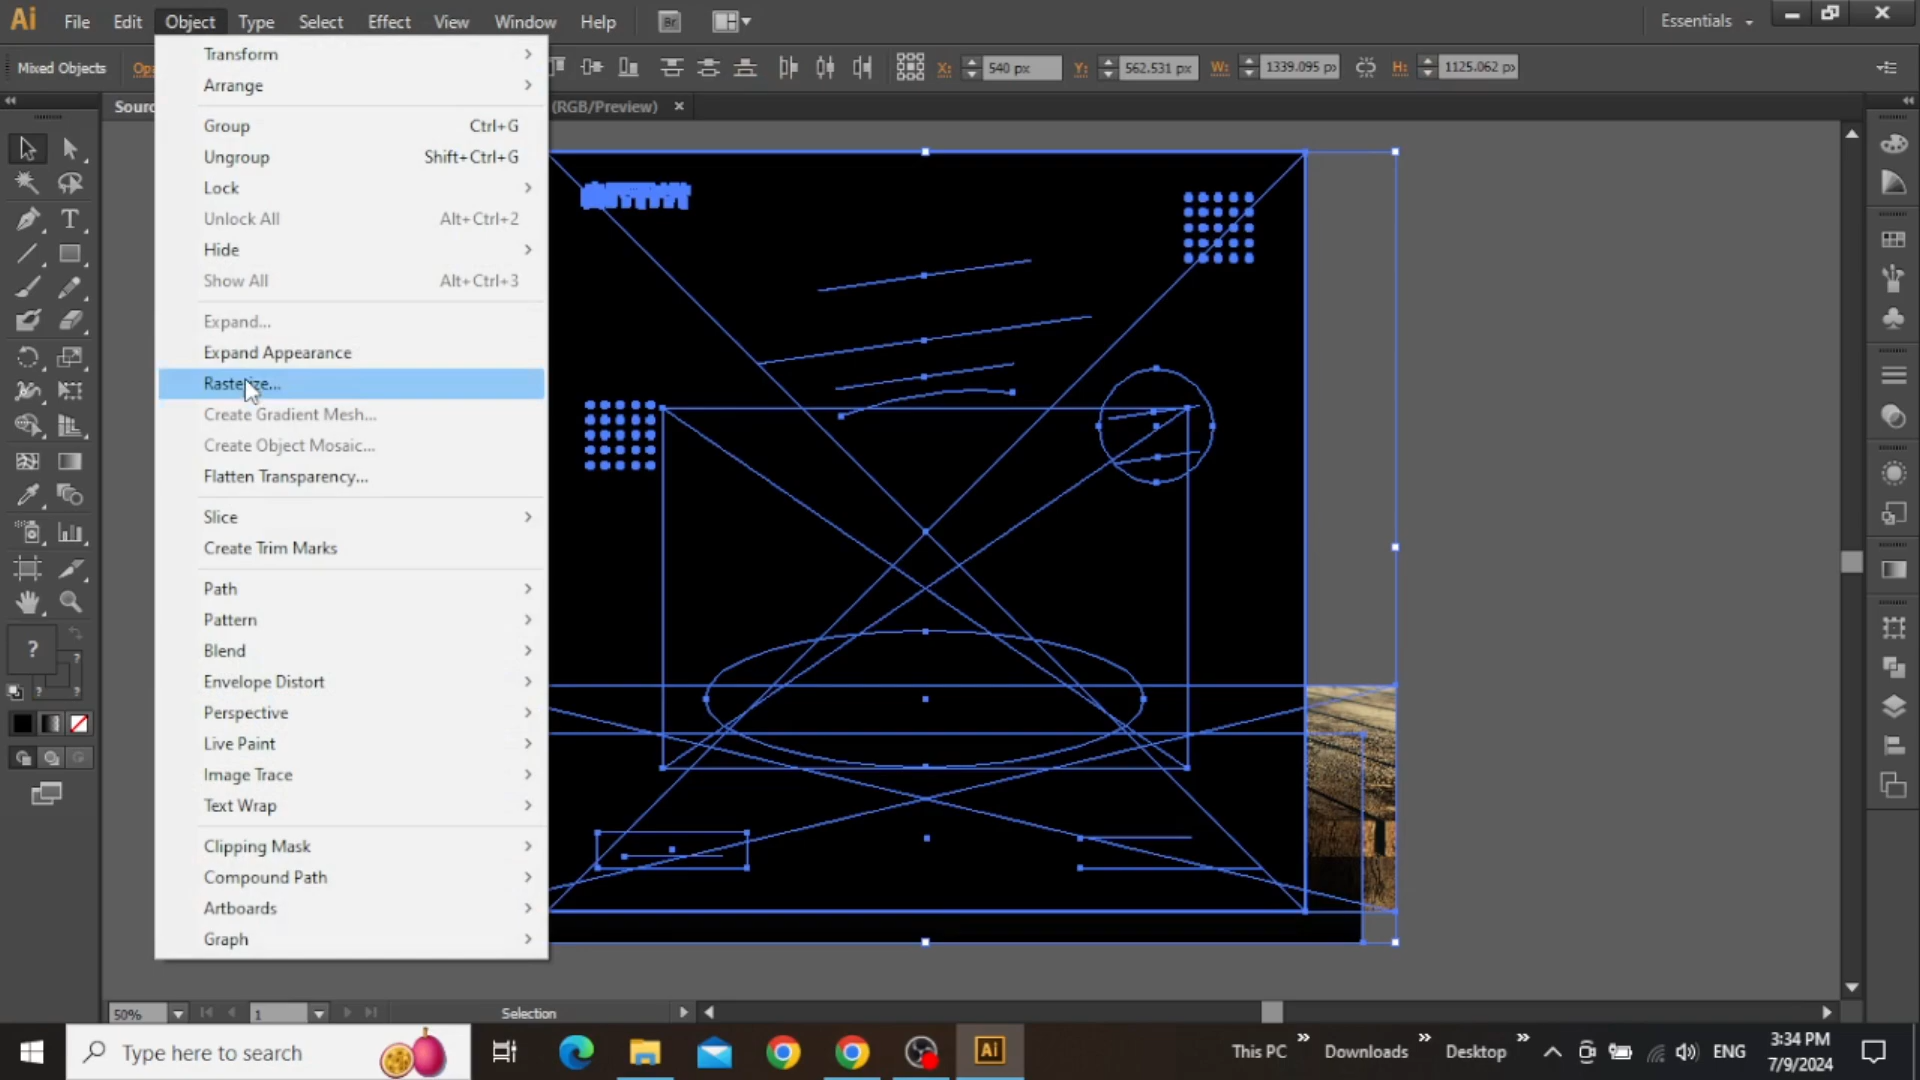 Ai File Edit Object Type Select Effect View Window Help Br Essentials
Mixed Objects Opa X: 540 px Y: 562.531 px W: 1339.095 px H: 1125.062 px
Sourc (RGB/Preview)
Transform
Arrange
Group Ctrl+G
Ungroup Shift+Ctrl+G
Lock
Unlock All Alt+Ctrl+2
Hide
Show All Alt+Ctrl+3
Expand...
Expand Appearance
Rasterize...
Create Gradient Mesh...
Create Object Mosaic...
Flatten Transparency...
Slice
Create Trim Marks
Path
Pattern
Blend
Envelope Distort
Perspective
Live Paint
Image Trace
Text Wrap
Clipping Mask
Compound Path
Artboards
Graph
50% 1 Selection
Type here to search Ai This PC Downloads Desktop ENG 3:34 PM
7/9/2024